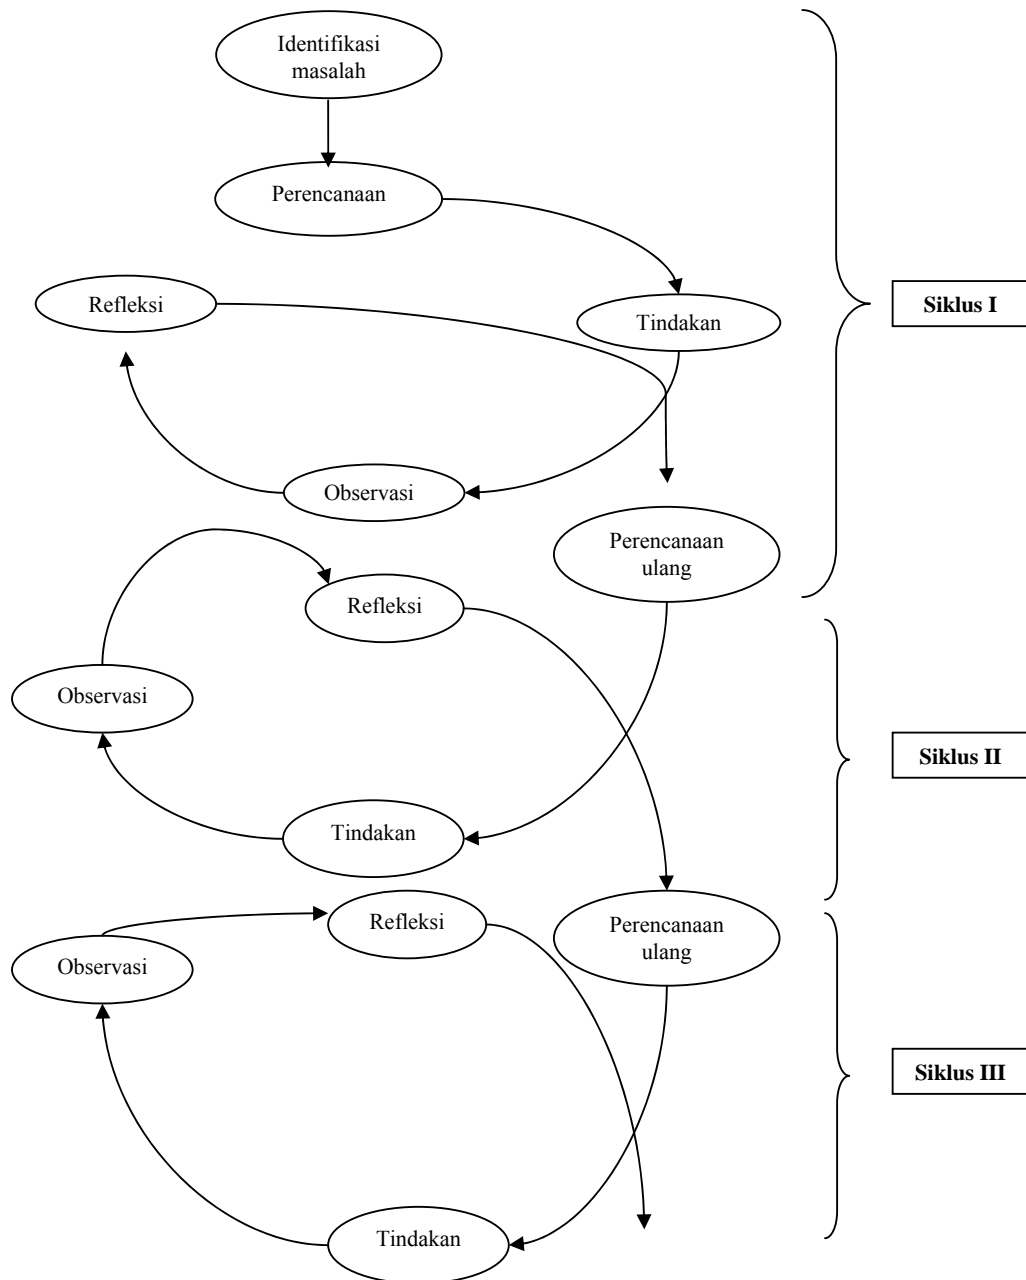 Identifikasi
masalah
Perencanaan
Refleksi
Tindakan
Siklus I
Observasi
Perencanaan
ulang
Refleksi
Observasi
Siklus II
Tindakan
Refleksi
Perencanaan
ulang
Observasi
Siklus III
Tindakan